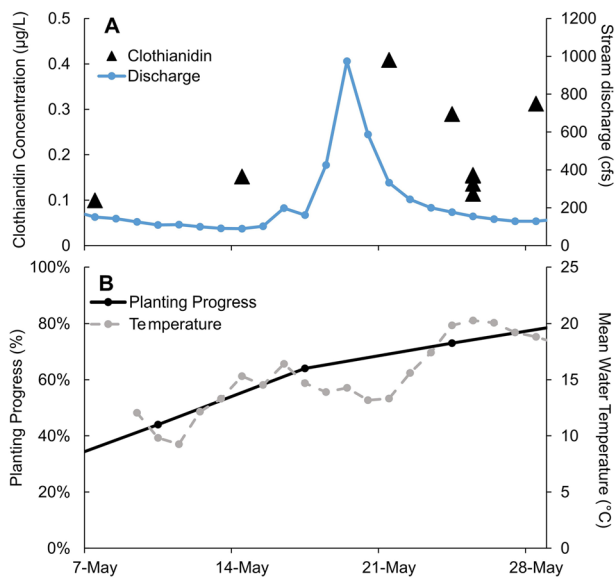 A
Clothianidin
Discharge
Clothianidin Concentration (µg/L)
0.5
0.4
0.3
0.2
0.1
0
Stream discharge (cfs)
1200
1000
800
600
400
200
0
B
Planting Progress
Temperature
Planting Progress (%)
100%
80%
60%
40%
20%
0%
Mean Water Temperature (°C)
25
20
15
10
5
0
7-May
14-May
21-May
28-May